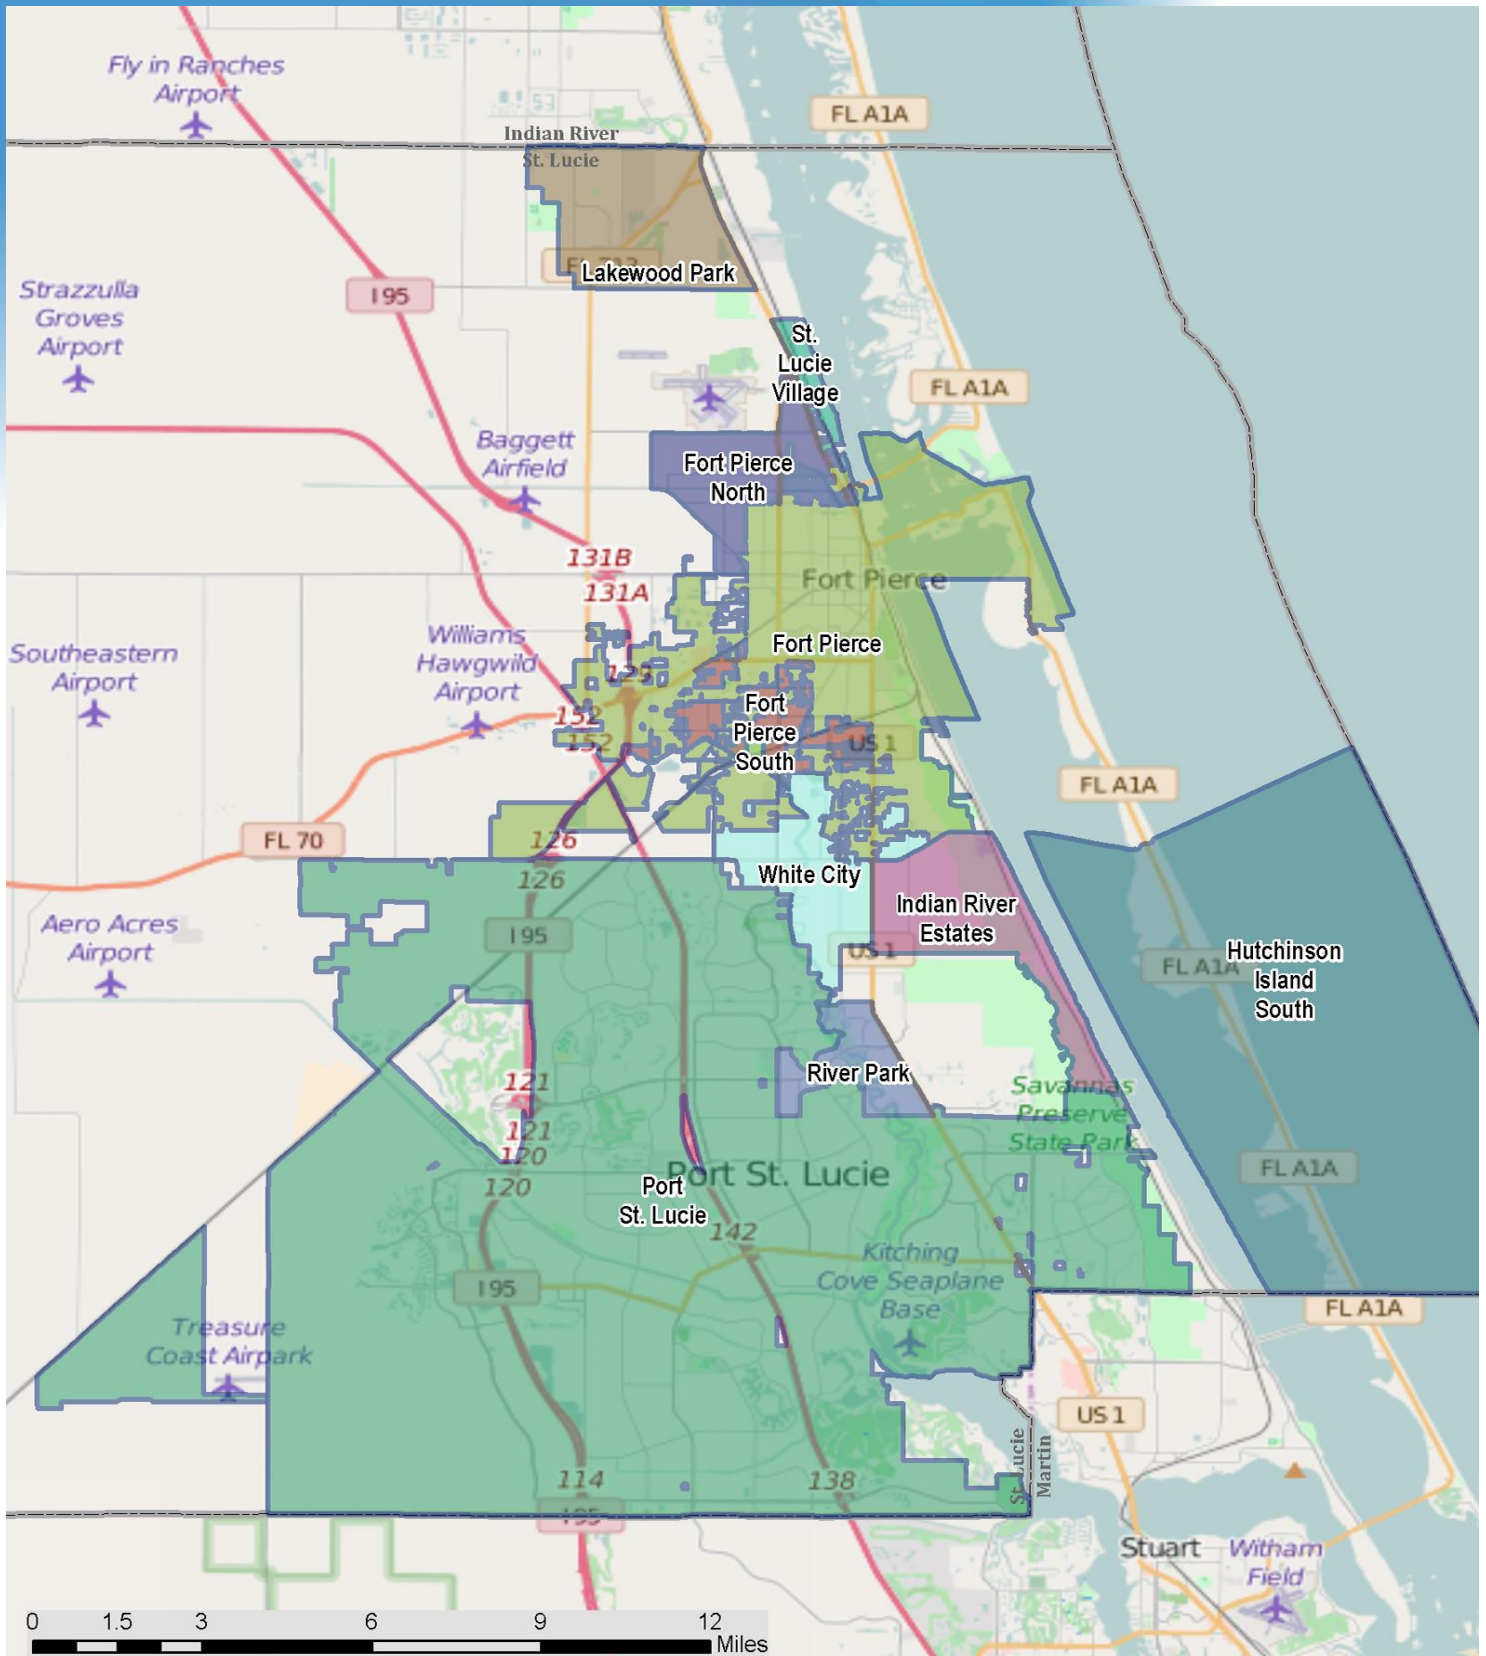 Fly in Ranches
Airport
FL A1A
Indian River
St. Lucie
Lakewood Park
I 95
Strazzulla
Groves
Airport
St.
Lucie
Village
FL A1A
Baggett
Airfield
Fort Pierce
North
131B
131A
Fort Pierce
Williams
Hawgwild
Airport
Southeastern
Airport
Fort Pierce
129
152
152
Fort
Pierce
South
US 1
FL A1A
FL 70
126
126
White City
Indian River
Estates
I 95
US 1
Aero Acres
Airport
FL A1A
Hutchinson
Island
South
River Park
121
121
120
120
Savannas
Preserve
State Park
Port St. Lucie
Port
St. Lucie
FL A1A
142
Kitching
Cove Seaplane
Base
I 95
FL A1A
Treasure
Coast Airpark
US 1
St. Lucie
Martin
114
138
I 95
Stuart
Witham
Field
0 1.5 3 6 9 12
Miles